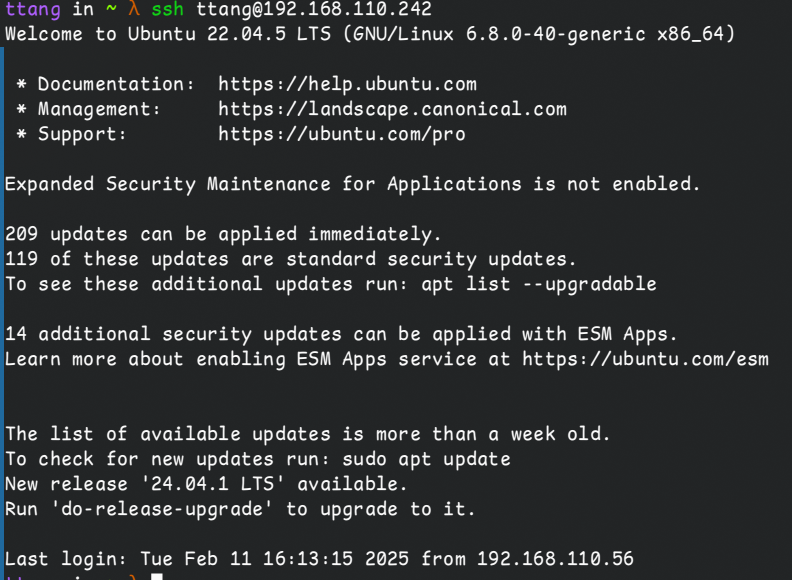 ttang in ~ λ ssh ttang@192.168.110.242
Welcome to Ubuntu 22.04.5 LTS (GNU/Linux 6.8.0-40-generic x86_64)
* Documentation:  https://help.ubuntu.com
* Management:     https://landscape.canonical.com
* Support:        https://ubuntu.com/pro
Expanded Security Maintenance for Applications is not enabled.
209 updates can be applied immediately.
119 of these updates are standard security updates.
To see these additional updates run: apt list --upgradable
14 additional security updates can be applied with ESM Apps.
Learn more about enabling ESM Apps service at https://ubuntu.com/esm
The list of available updates is more than a week old.
To check for new updates run: sudo apt update
New release '24.04.1 LTS' available.
Run 'do-release-upgrade' to upgrade to it.
Last login: Tue Feb 11 16:13:15 2025 from 192.168.110.56